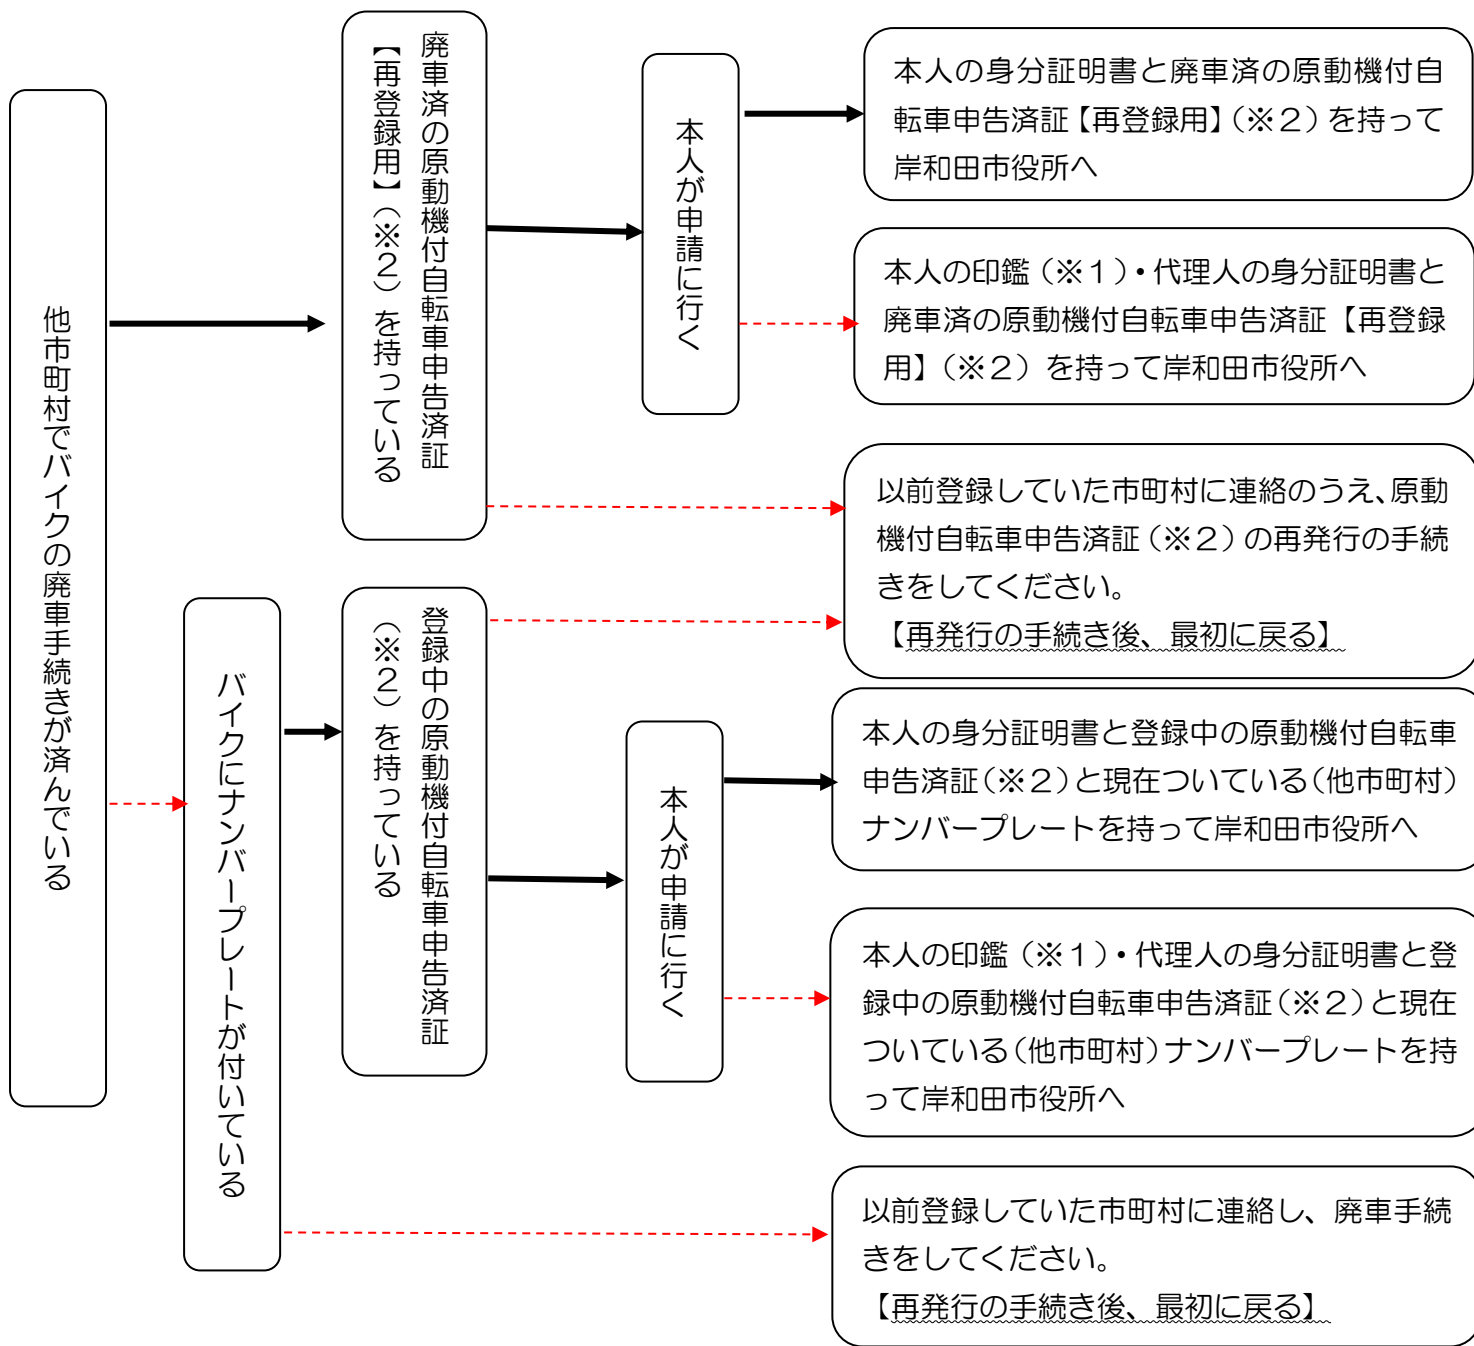 他市町村でバイクの廃車手続きが済んでいる
廃車済の原動機付自転車申告済証
【再登録用】（※２）を持っている
本人が申請に行く
本人の身分証明書と廃車済の原動機付自
転車申告済証【再登録用】（※２）を持って
岸和田市役所へ
本人の印鑑（※１）・代理人の身分証明書と
廃車済の原動機付自転車申告済証【再登録
用】（※２）を持って岸和田市役所へ
以前登録していた市町村に連絡のうえ、原動
機付自転車申告済証（※２）の再発行の手続
きをしてください。
【再発行の手続き後、最初に戻る】
バイクにナンバープレートが付いている
登録中の原動機付自転車申告済証
（※２）を持っている
本人が申請に行く
本人の身分証明書と登録中の原動機付自転車
申告済証（※２）と現在ついている（他市町村）
ナンバープレートを持って岸和田市役所へ
本人の印鑑（※１）・代理人の身分証明書と登
録中の原動機付自転車申告済証（※２）と現在
ついている（他市町村）ナンバープレートを持
って岸和田市役所へ
以前登録していた市町村に連絡し、廃車手続
きをしてください。
【再発行の手続き後、最初に戻る】